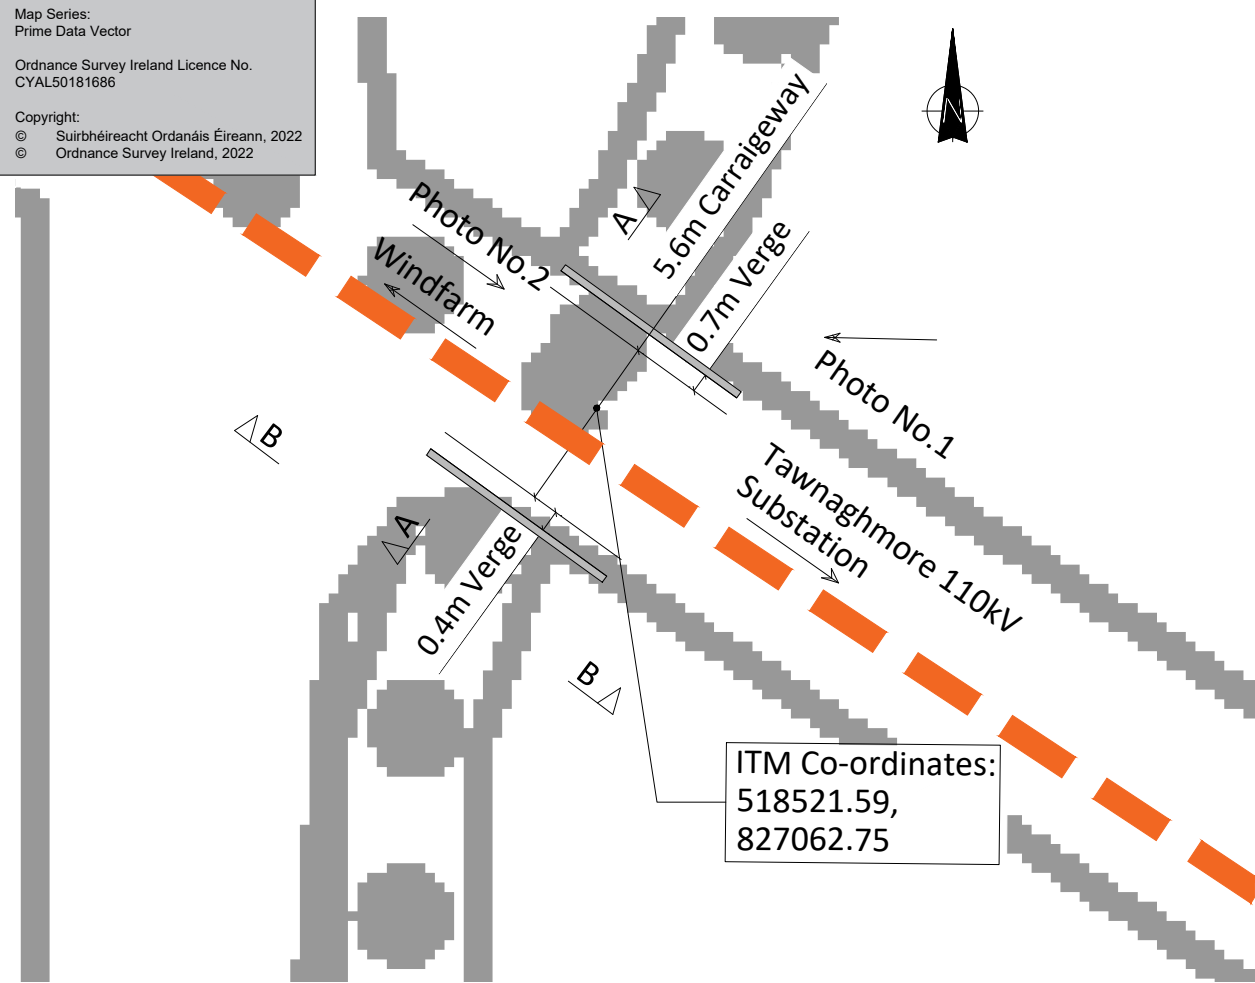 Map Series:
Prime Data Vector
Ordnance Survey Ireland Licence No.
CYAL50181686
Copyright:
© Suirbhéireacht Ordanáis Éireann, 2022
© Ordnance Survey Ireland, 2022
N
Photo No.2
Windfarm
A
5.6m Carraigeway
0.7m Verge
Photo No.1
B
A
0.4m Verge
Tawnaghmore 110kV
Substation
B
ITM Co-ordinates:
518521.59,
827062.75